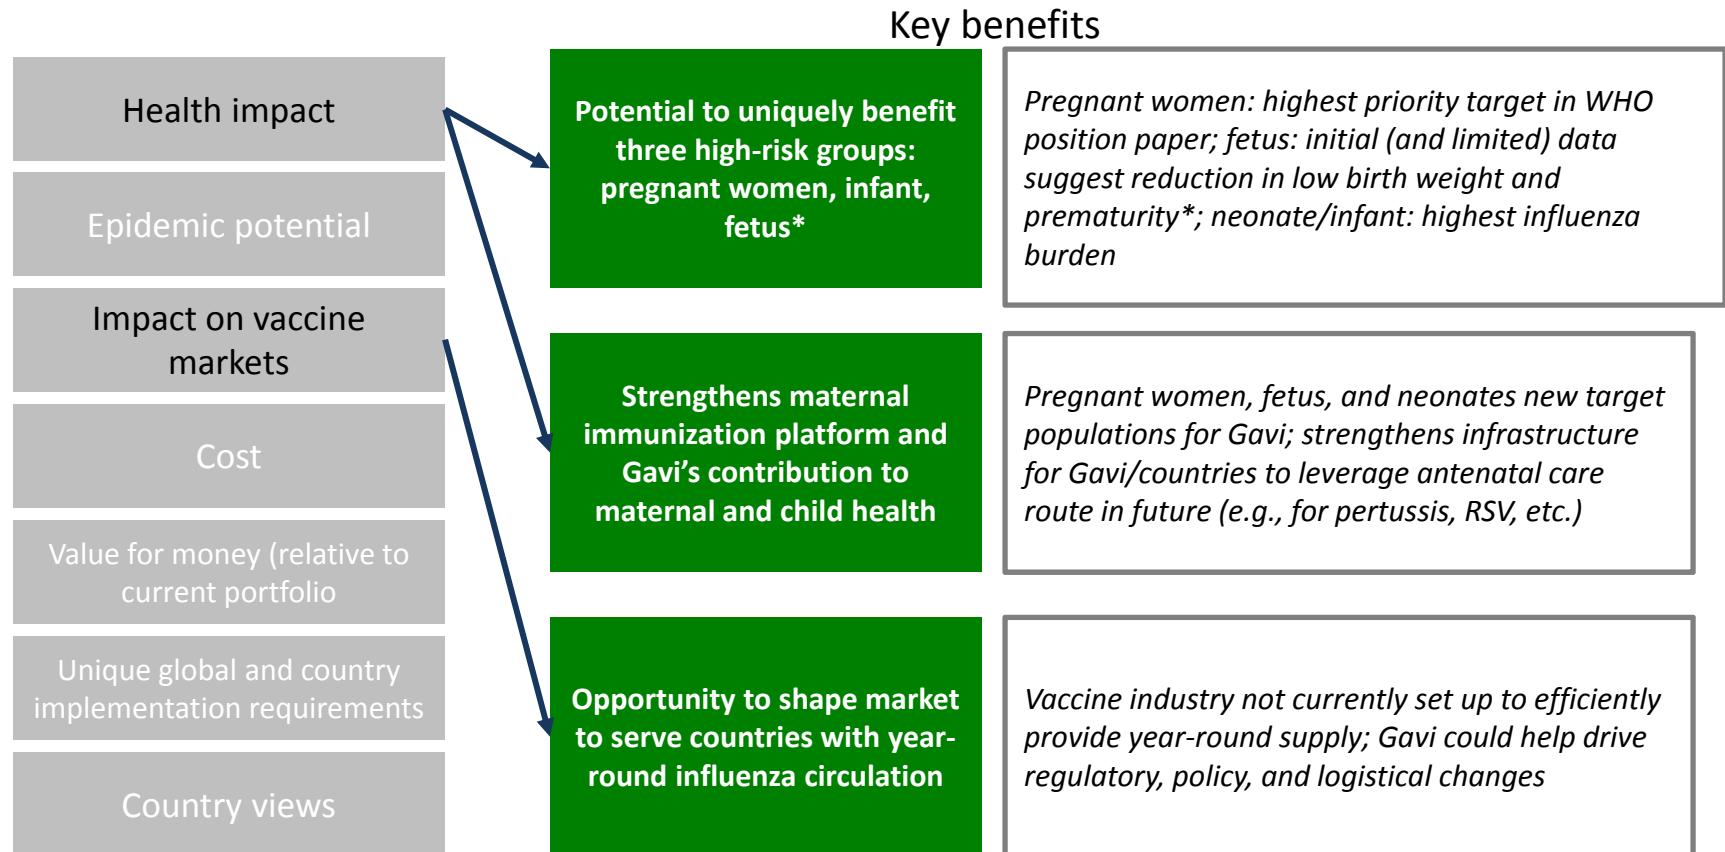 Key benefits
Health impact
Epidemic potential
Impact on vaccine
markets
Cost
Value for money (relative to
current portfolio
Unique global and country
implementation requirements
Country views
Potential to uniquely benefit
three high-risk groups:
pregnant women, infant,
fetus*
Pregnant women: highest priority target in WHO
position paper; fetus: initial (and limited) data
suggest reduction in low birth weight and
prematurity*; neonate/infant: highest influenza
burden
Strengthens maternal
immunization platform and
Gavi’s contribution to
maternal and child health
Pregnant women, fetus, and neonates new target
populations for Gavi; strengthens infrastructure
for Gavi/countries to leverage antenatal care
route in future (e.g., for pertussis, RSV, etc.)
Opportunity to shape market
to serve countries with year-
round influenza circulation
Vaccine industry not currently set up to efficiently
provide year-round supply; Gavi could help drive
regulatory, policy, and logistical changes